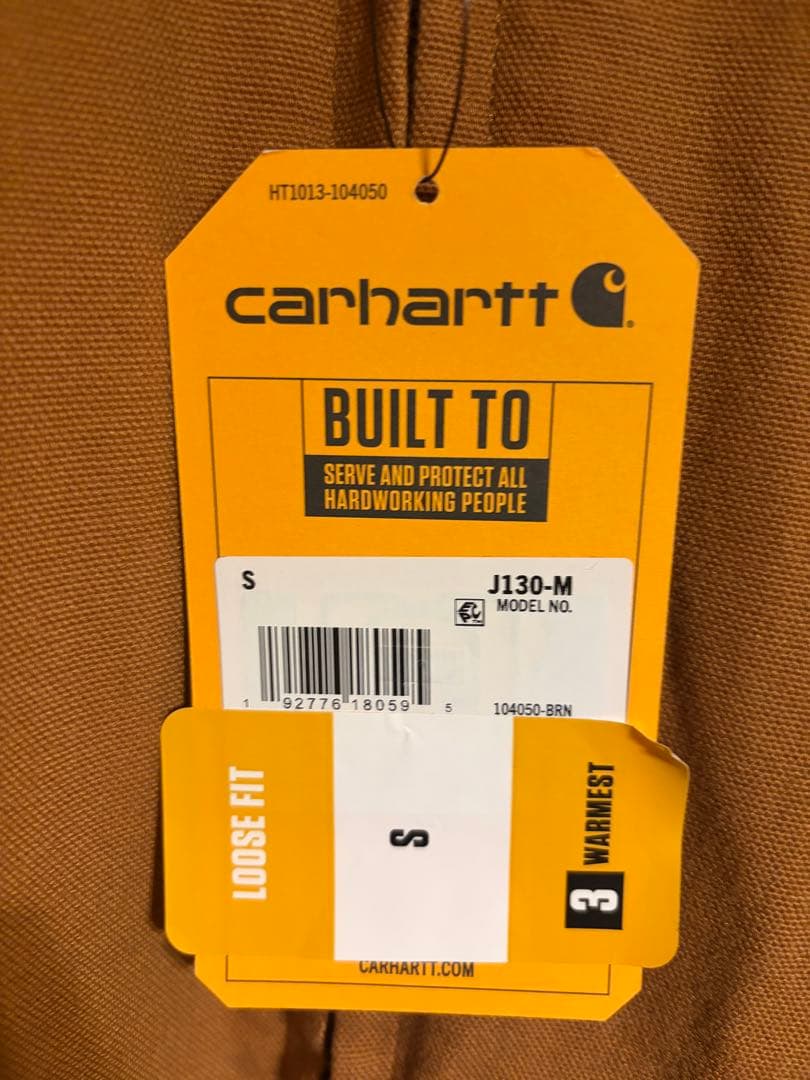 HT1013-104050
carhartt
BUILT TO
SERVE AND PROTECT ALL
HARDWORKING PEOPLE
S
J130-M
MODEL NO.
EPC
1 92776 18059 5
104050-BRN
LOOSE FIT
S
3 WARMEST
CARHARTT.COM